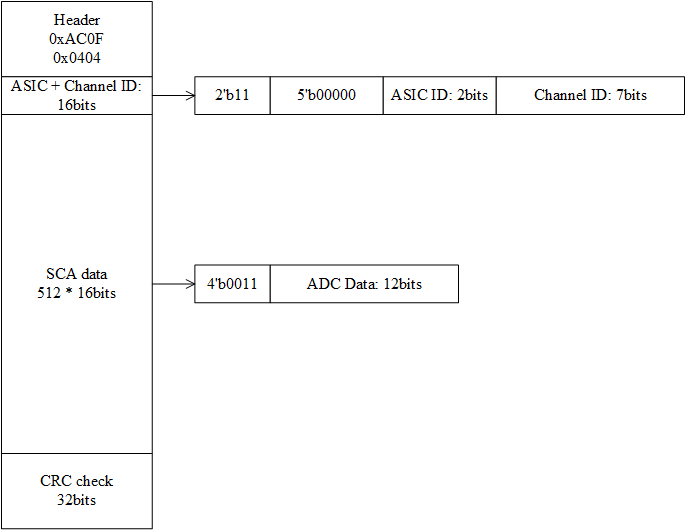 Header
0xAC0F
0x0404
ASIC + Channel ID:
16bits
2'b11
5'b00000
ASIC ID: 2bits
Channel ID: 7bits
SCA data
512 * 16bits
4'b0011
ADC Data: 12bits
CRC check
32bits